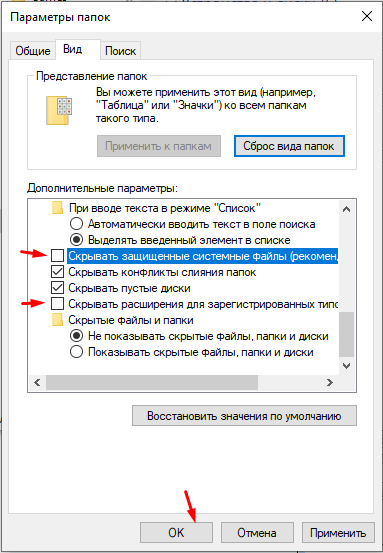 Параметры папок
Общие
Вид
Поиск
Представление папок
Вы можете применить этот вид (например,
"Таблица" или "Значки") ко всем папкам
такого типа.
Применить к папкам
Сброс вида папок
Дополнительные параметры:
При вводе текста в режиме "Список"
Автоматически вводить текст в поле поиска
Выделять введенный элемент в списке
Скрывать защищенные системные файлы (рекоменд
Скрывать конфликты слияния папок
Скрывать пустые диски
Скрывать расширения для зарегистрированных типо
Скрытые файлы и папки
Не показывать скрытые файлы, папки и диски
Показывать скрытые файлы, папки и диски
Восстановить значения по умолчанию
OK
Отмена
Применить